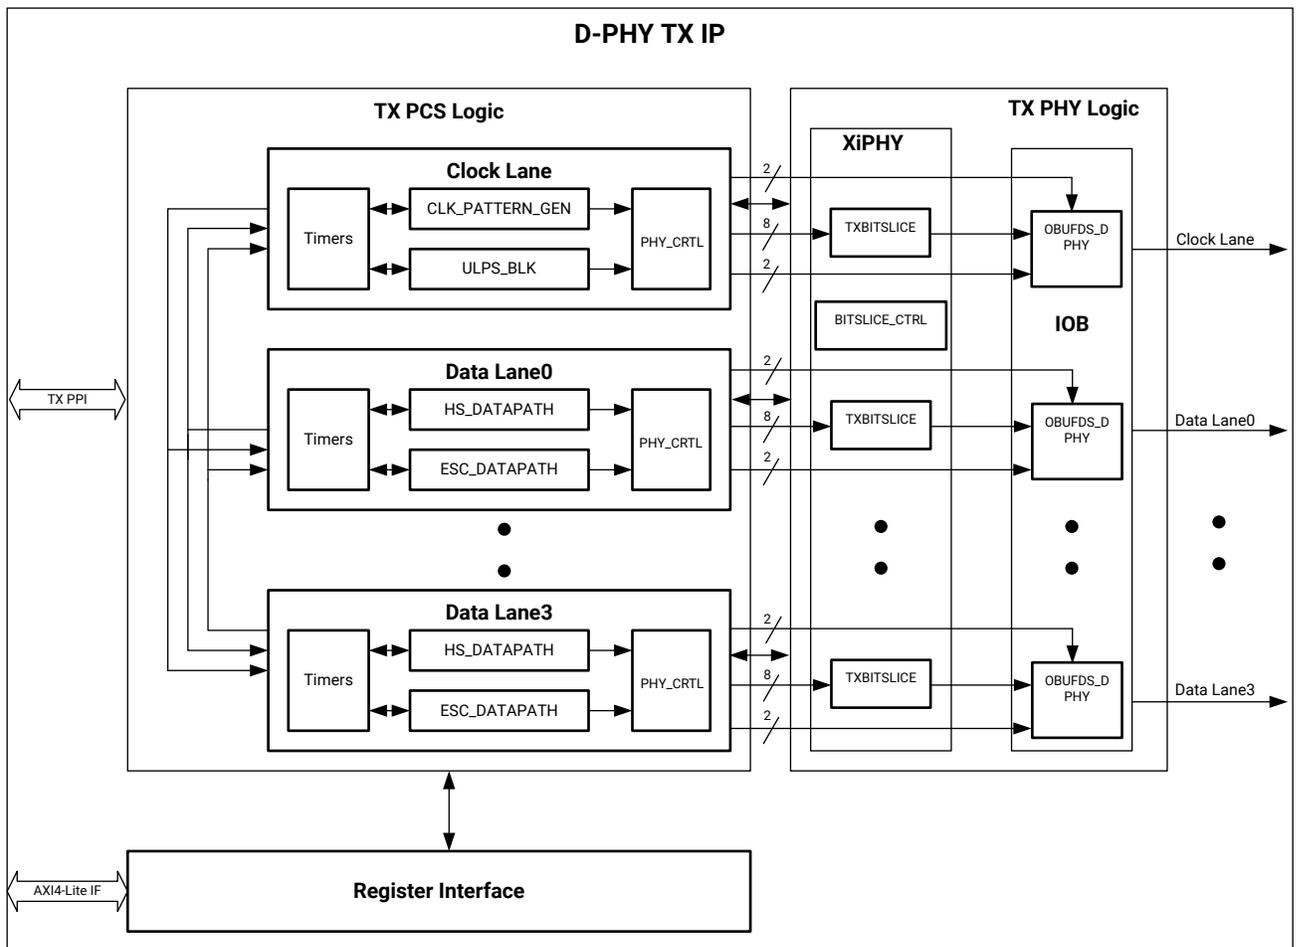 D-PHY TX IP
TX PCS Logic
TX PHY Logic
XiPHY
Clock Lane
Timers
CLK_PATTERN_GEN
ULPS_BLK
PHY_CRTL
2
8
2
TXBITSLICE
OBUFDS_D
PHY
Clock Lane
BITSLICE_CTRL
IOB
TX PPI
Data Lane0
Timers
HS_DATAPATH
ESC_DATAPATH
PHY_CRTL
2
8
2
TXBITSLICE
OBUFDS_D
PHY
Data Lane0
Data Lane3
Timers
HS_DATAPATH
ESC_DATAPATH
PHY_CRTL
2
8
2
TXBITSLICE
OBUFDS_D
PHY
Data Lane3
AXI4-Lite IF
Register Interface